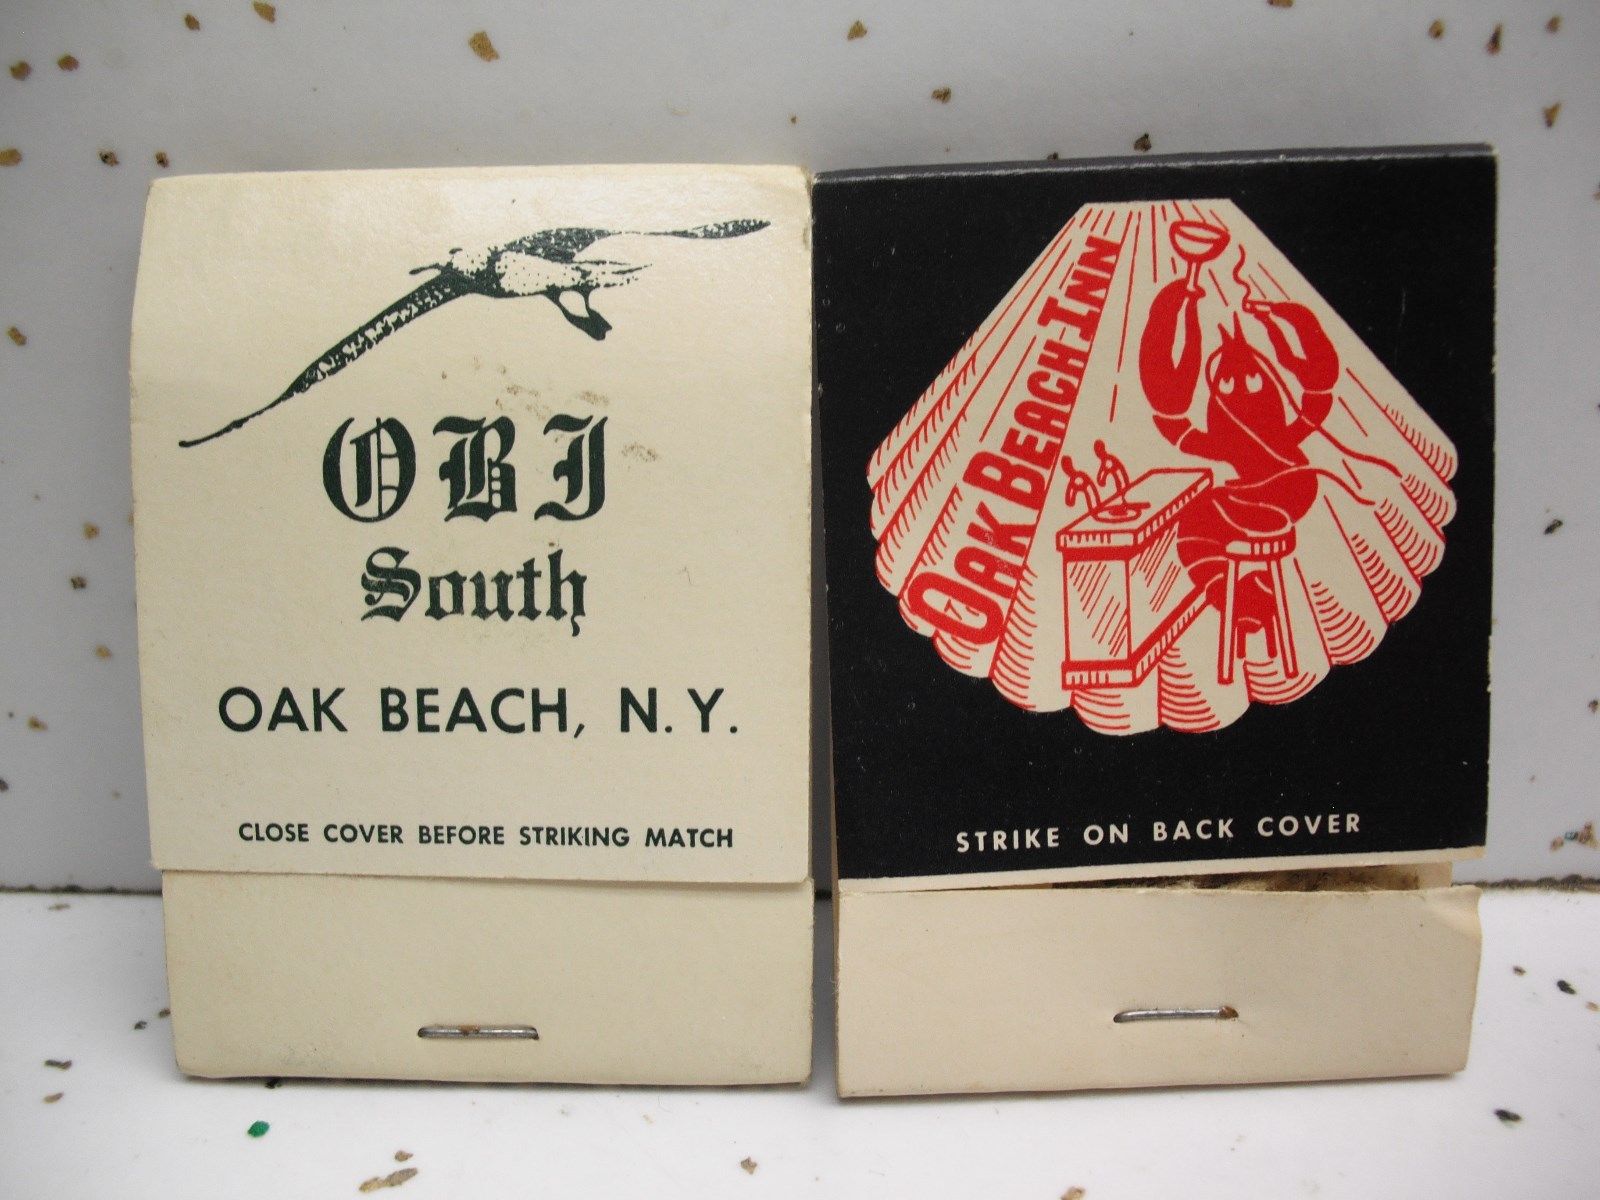 OBI
South
OAK BEACH, N.Y.
CLOSE COVER BEFORE STRIKING MATCH
OAK BEACH INN
STRIKE ON BACK COVER